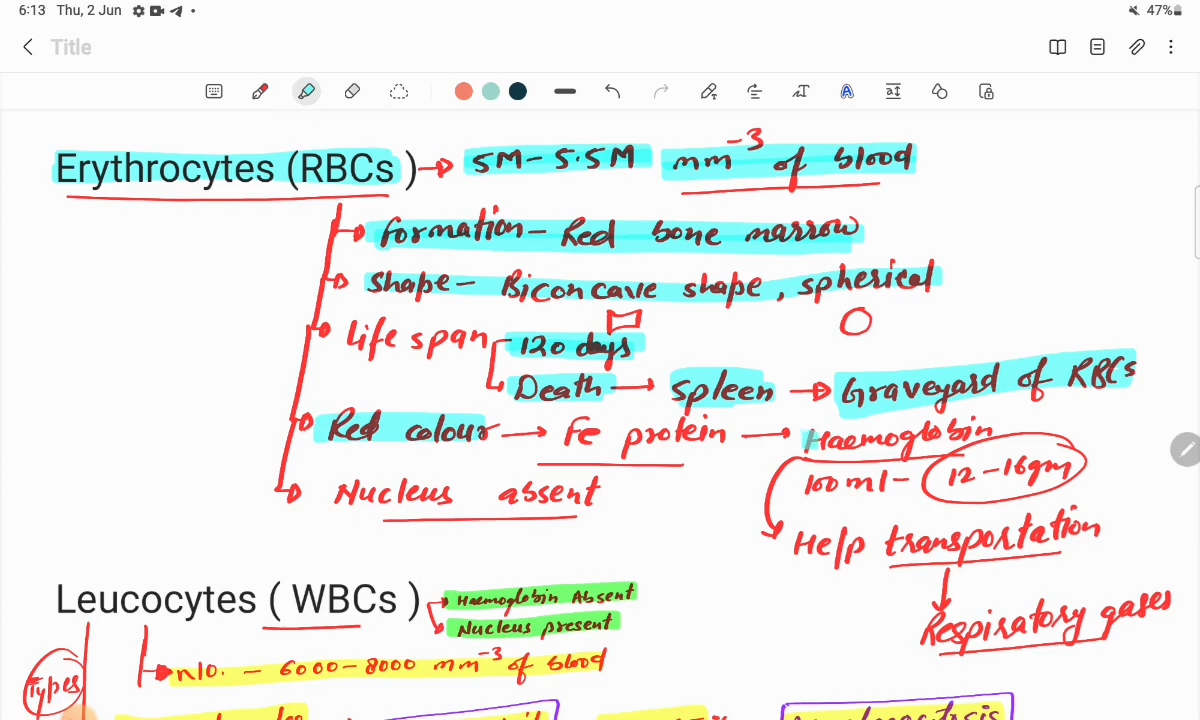 6:13 Thu, 2 Jun 47%
Title
Erythrocytes (RBCs) → 5M - 5.5M mm⁻³ of blood
formation - Red bone marrow
Shape - Biconcave shape, spherical
Life span 120 days
Death → Spleen → Graveyard of RBCs
Red colour → Fe protein → Haemoglobin
100ml - 12-16gm
Nucleus absent
Help transportation
Respiratory gases
Leucocytes ( WBCs )
Haemoglobin Absent
Nucleus present
n/o. - 6000-8000 mm⁻³ of blood
Types